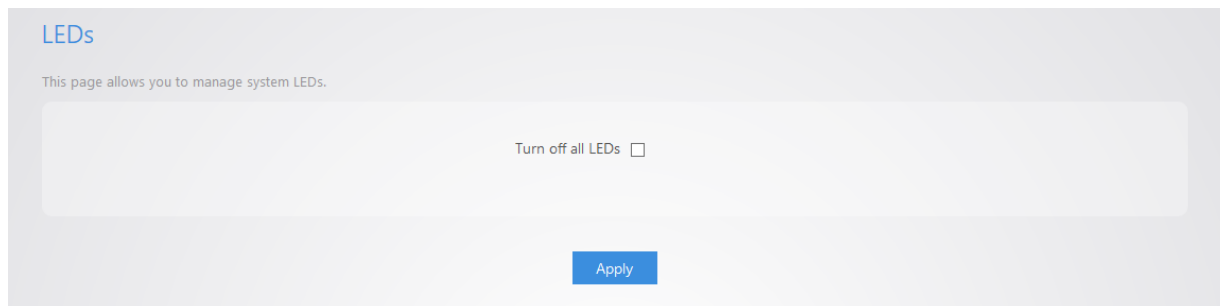 LEDs
This page allows you to manage system LEDs.
Turn off all LEDs
Apply